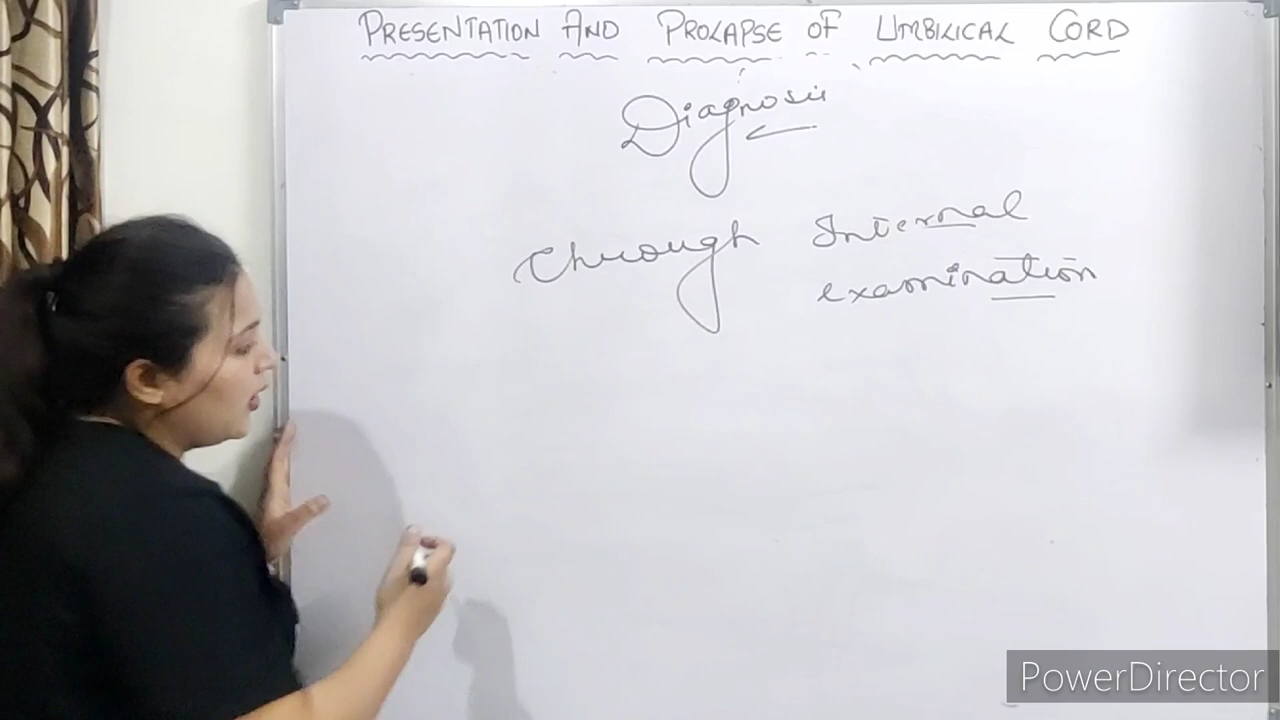 PRESENTATION AND PROLAPSE OF UMBILICAL CORD
Diagnosis
through Internal
examination
PowerDirector